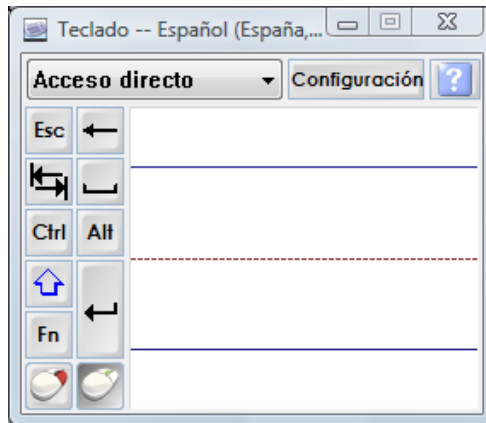 Teclado -- Español (España,...
Acceso directo Configuración ?
Esc
Ctrl Alt
Fn